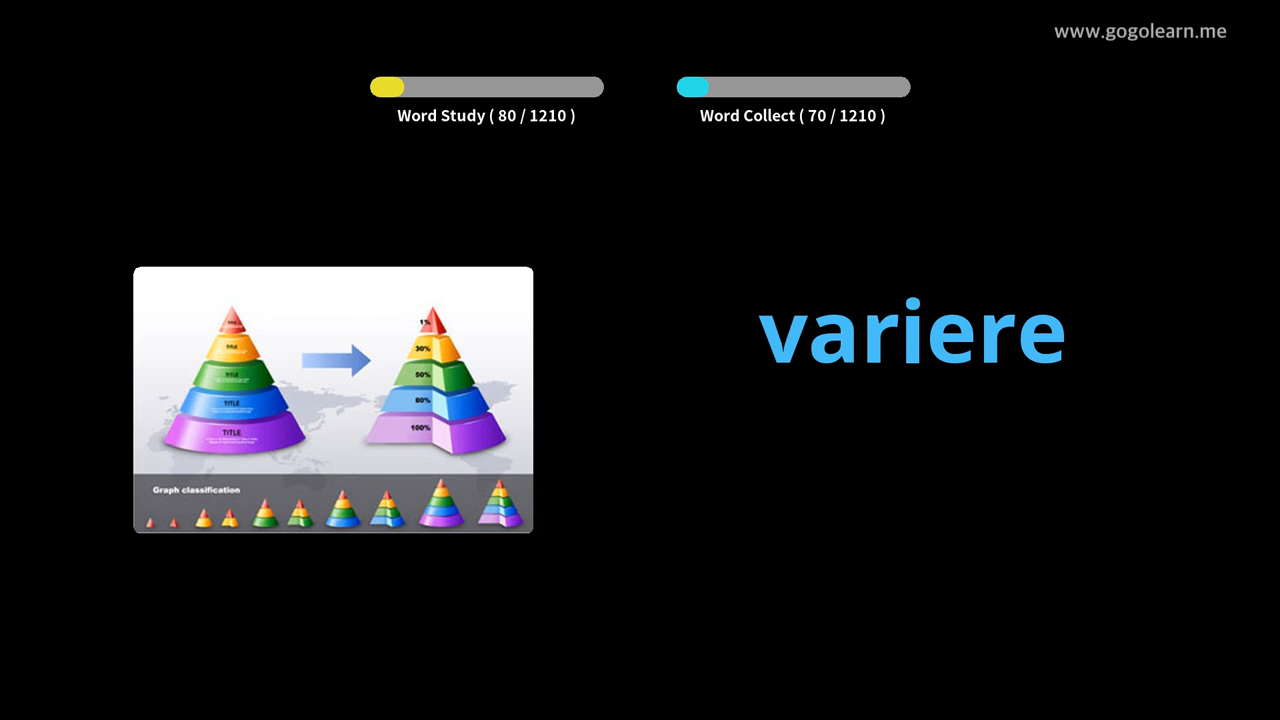 www.gogolearn.me
Word Study ( 80 / 1210 )
Word Collect ( 70 / 1210 )
variere
TITLE
TITLE
TITLE
TITLE
1%
30%
50%
80%
100%
Graph classification